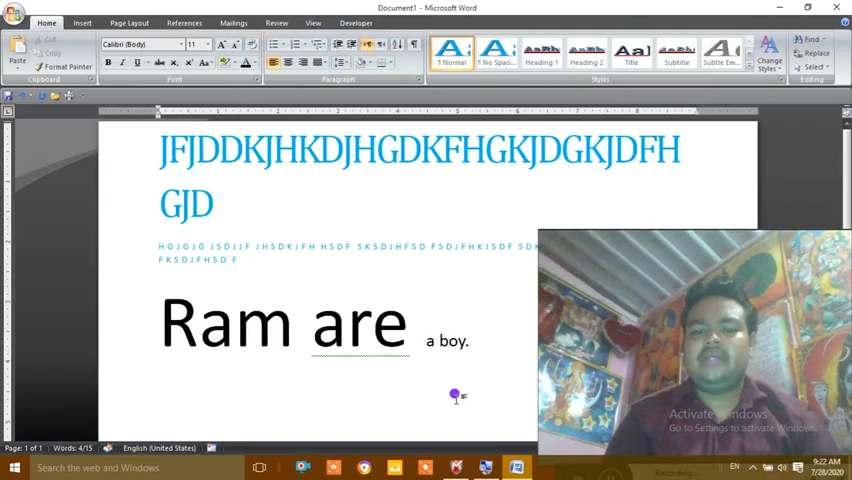 Document1 - Microsoft Word
Home Insert Page Layout References Mailings Review View Developer
Paste
Cut
Copy
Format Painter
Clipboard
Calibri (Body) 11
Font
Paragraph
¶ Normal
¶ No Spaci...
Heading 1
Heading 2
Title
Subtitle
Subtle Em...
Change Styles
Styles
Find
Replace
Select
Editing
JFJDDKJHKDJHGDKFHGKJDGKJDFH
GJD
HGJGJG JSDJJF JHSDKJFH HSDF SKSDJHFSD FSDJFHKJSDF
FKSDJFHSD F
Ram are a boy.
Activate Windows
Go to Settings to activate Windows.
Page: 1 of 1 Words: 4/15 English (United States)
Search the web and Windows
Recording...
EN
9:22 AM
7/28/2020